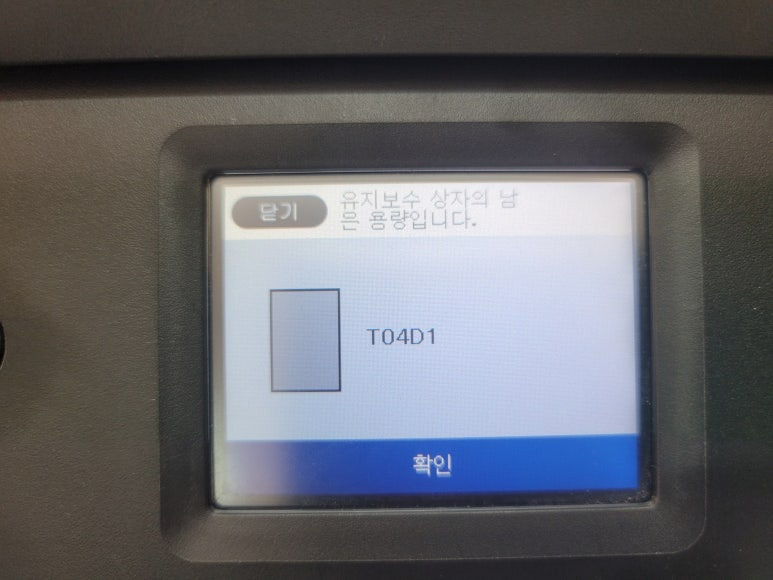 닫기
유지보수 상자의 남
은 용량입니다.
T04D1
확인